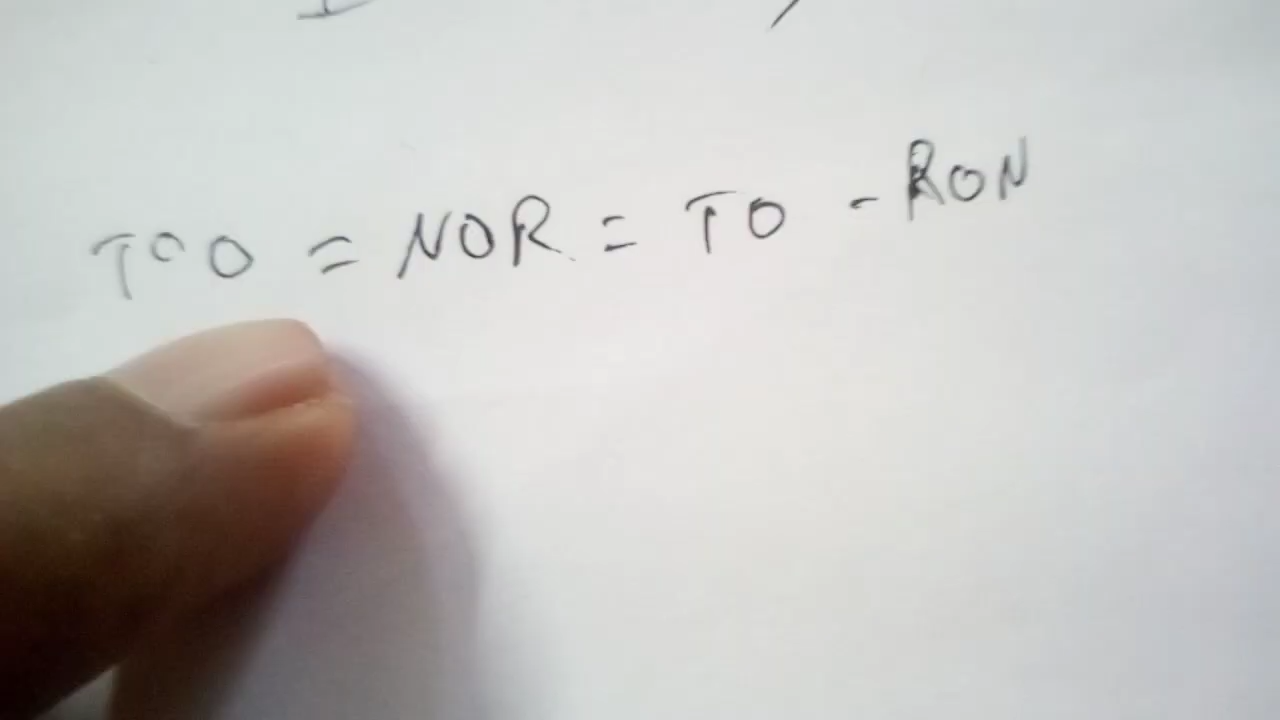 TOO = NOR = TO - RON